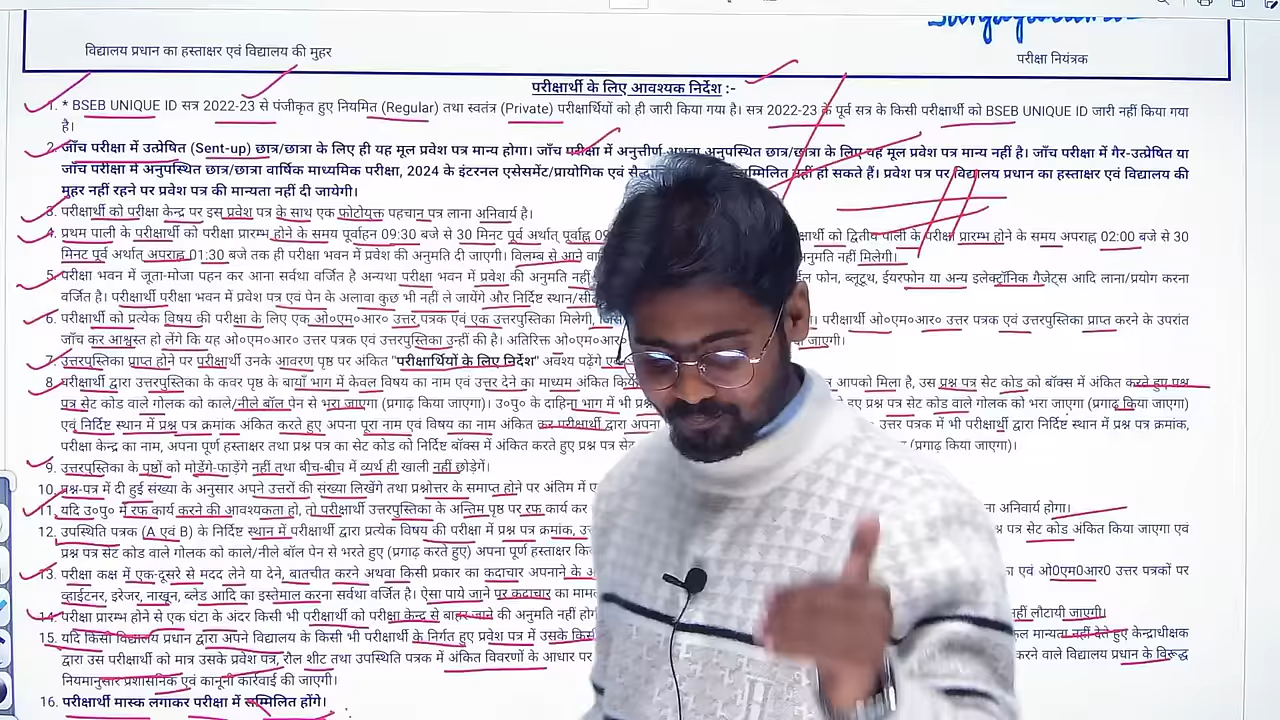 विद्यालय प्रधान का हस्ताक्षर एवं विद्यालय की मुहर
परीक्षा नियंत्रक
परीक्षार्थी के लिए आवश्यक निर्देश :-
1. * BSEB UNIQUE ID सत्र 2022-23 से पंजीकृत हुए नियमित (Regular) तथा स्वतंत्र (Private) परीक्षार्थियों को ही जारी किया गया है। सत्र 2022-23 के पूर्व सत्र के किसी परीक्षार्थी को BSEB UNIQUE ID जारी नहीं किया गया
है।
2. जाँच परीक्षा में उत्प्रेषित (Sent-up) छात्र/छात्रा के लिए ही यह मूल प्रवेश पत्र मान्य होगा। जाँच परीक्षा में अनुत्तीर्ण अथवा अनुपस्थित छात्र/छात्रा के लिए यह मूल प्रवेश पत्र मान्य नहीं है। जाँच परीक्षा में गैर-उत्प्रेषित या
जाँच परीक्षा में अनुपस्थित छात्र/छात्रा वार्षिक माध्यमिक परीक्षा, 2024 के इंटरनल एसेसमेंट/प्रायोगिक एवं नहीं हो सकते हैं। प्रवेश पत्र पर विद्यालय प्रधान का हस्ताक्षर एवं विद्यालय की
मुहर नहीं रहने पर प्रवेश पत्र की मान्यता नहीं दी जायेगी।
3. परीक्षार्थी को परीक्षा केन्द्र पर इस प्रवेश पत्र के साथ एक फोटोयुक्त पहचान पत्र लाना अनिवार्य है।
4. प्रथम पाली के परीक्षार्थी को परीक्षा प्रारम्भ होने के समय पूर्वाहन 09:30 बजे से 30 मिनट पूर्व अर्थात् पूर्वाह्न को द्वितीय पाली के परीक्षा प्रारम्भ होने के समय अपराह्न 02:00 बजे से 30
मिनट पूर्व अर्थात् अपराह्न 01:30 बजे तक ही परीक्षा भवन में प्रवेश की अनुमति दी जाएगी। विलम्ब से आने अनुमति नहीं मिलेगी।
5. परीक्षा भवन में जूता-मोजा पहन कर आना सर्वथा वर्जित है अन्यथा परीक्षा भवन में प्रवेश की अनुमति नहीं फोन, ब्लूटूथ, ईयरफोन या अन्य इलेक्ट्रॉनिक गैजेट्स आदि लाना/प्रयोग करना
वर्जित है। परीक्षार्थी परीक्षा भवन में प्रवेश पत्र एवं पेन के अलावा कुछ भी नहीं ले जायेंगे और निर्दिष्ट
6. परीक्षार्थी को प्रत्येक विषय की परीक्षा के लिए एक ओ०एम०आर० उत्तर पत्रक एवं एक उत्तरपुस्तिका मिलेगी, परीक्षार्थी ओ०एम०आर० उत्तर पत्रक एवं उत्तरपुस्तिका प्राप्त करने के उपरांत
जाँच कर आश्वस्त हो लेंगे कि यह ओ०एम०आर० उत्तर पत्रक एवं उत्तरपुस्तिका उन्हीं की है। अतिरिक्त जाएगी।
7. उत्तरपुस्तिका प्राप्त होने पर परीक्षार्थी उनके आवरण पृष्ठ पर अंकित "परीक्षार्थियों के लिए निर्देश" अवश्य पढ़ेंगे
8. परीक्षार्थी द्वारा उत्तरपुस्तिका के कवर पृष्ठ के बायाँ भाग में केवल विषय का नाम एवं उत्तर देने का माध्यम अंकित आपको मिला है, उस प्रश्न पत्र सेट कोड को बॉक्स में अंकित करते हुए प्रश्न
पत्र सेट कोड वाले गोलक को काले/नीले बॉल पेन से भरा जाएगा (प्रगाढ़ किया जाएगा)। उ०पु० के दाहिना भाग में भी हुए प्रश्न पत्र सेट कोड वाले गोलक को भरा जाएगा (प्रगाढ़ किया जाएगा)
एवं निर्दिष्ट स्थान में प्रश्न पत्र क्रमांक अंकित करते हुए अपना पूरा नाम एवं विषय का नाम अंकित कर परीक्षार्थी द्वारा अपना उत्तर पत्रक में भी परीक्षार्थी द्वारा निर्दिष्ट स्थान में प्रश्न पत्र क्रमांक,
परीक्षा केन्द्र का नाम, अपना पूर्ण हस्ताक्षर तथा प्रश्न पत्र का सेट कोड को निर्दिष्ट बॉक्स में अंकित करते हुए प्रश्न पत्र (प्रगाढ़ किया जाएगा)।
9. उत्तरपुस्तिका के पृष्ठों को मोड़ेंगे-फाड़ेंगे नहीं तथा बीच-बीच में व्यर्थ ही खाली नहीं छोड़ेंगें।
10. प्रश्न-पत्र में दी हुई संख्या के अनुसार अपने उत्तरों की संख्या लिखेंगे तथा प्रश्नोत्तर के समाप्त होने पर अंतिम में
11. यदि उ०पु० में रफ कार्य करने की आवश्यकता हो, तो परीक्षार्थी उत्तरपुस्तिका के अन्तिम पृष्ठ पर रफ कार्य कर अनिवार्य होगा।
12. उपस्थिति पत्रक (A एवं B) के निर्दिष्ट स्थान में परीक्षार्थी द्वारा प्रत्येक विषय की परीक्षा में प्रश्न पत्र क्रमांक, पत्र सेट कोड अंकित किया जाएगा एवं
प्रश्न पत्र सेट कोड वाले गोलक को काले/नीले बॉल पेन से भरते हुए (प्रगाढ़ करते हुए) अपना पूर्ण हस्ताक्षर
13. परीक्षा कक्ष में एक-दूसरे से मदद लेने या देने, बातचीत करने अथवा किसी प्रकार का कदाचार अपनाने के एवं ओ0एम0आर0 उत्तर पत्रकों पर
व्हाईटनर, इरेजर, नाखून, ब्लेड आदि का इस्तेमाल करना सर्वथा वर्जित है। ऐसा पाये जाने पर कदाचार का
14. परीक्षा प्रारम्भ होने से एक घंटा के अंदर किसी भी परीक्षार्थी को परीक्षा केन्द्र से बाहर जाने की अनुमति नहीं लौटायी जाएगी।
15. यदि किसी विद्यालय प्रधान द्वारा अपने विद्यालय के किसी भी परीक्षार्थी के निर्गत हुए प्रवेश पत्र में उसके मान्यता नहीं देते हुए केन्द्राधीक्षक
द्वारा उस परीक्षार्थी को मात्र उसके प्रवेश पत्र, रौल शीट तथा उपस्थिति पत्रक में अंकित विवरणों के आधार पर करने वाले विद्यालय प्रधान के विरूद्ध
नियमानुसार प्रशासनिक एवं कानूनी कार्रवाई की जाएगी।
16. परीक्षार्थी मास्क लगाकर परीक्षा में सम्मिलित होंगे।